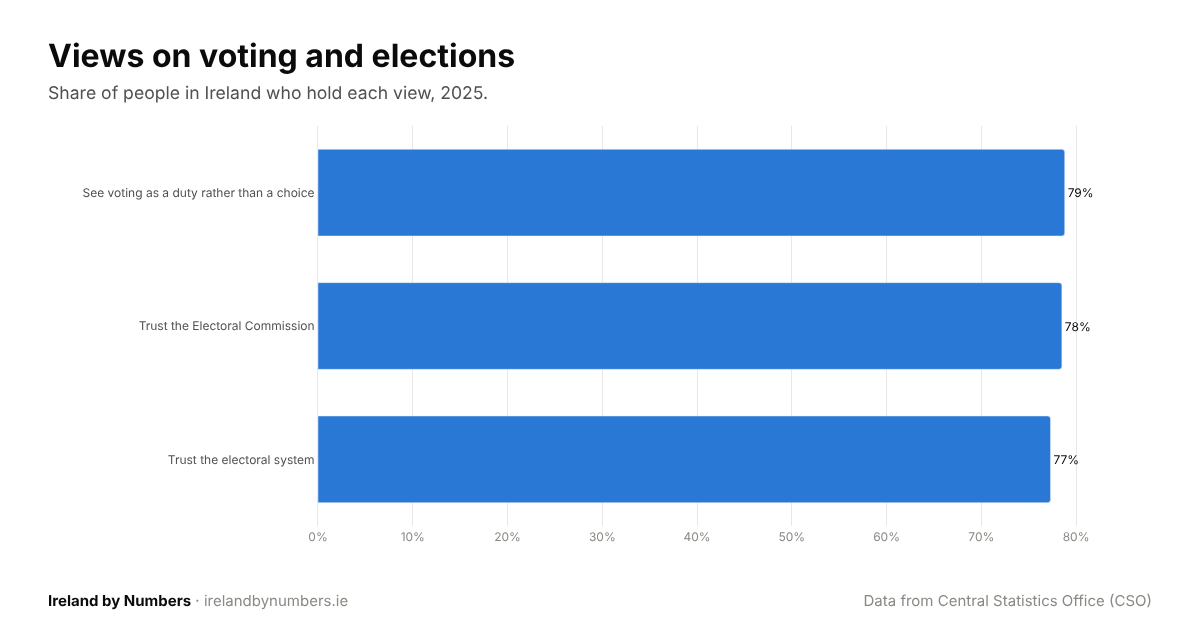 Views on voting and elections
Share of people in Ireland who hold each view, 2025.
See voting as a duty rather than a choice 79%
Trust the Electoral Commission 78%
Trust the electoral system 77%
0% 10% 20% 30% 40% 50% 60% 70% 80%
Ireland by Numbers · irelandbynumbers.ie Data from Central Statistics Office (CSO)